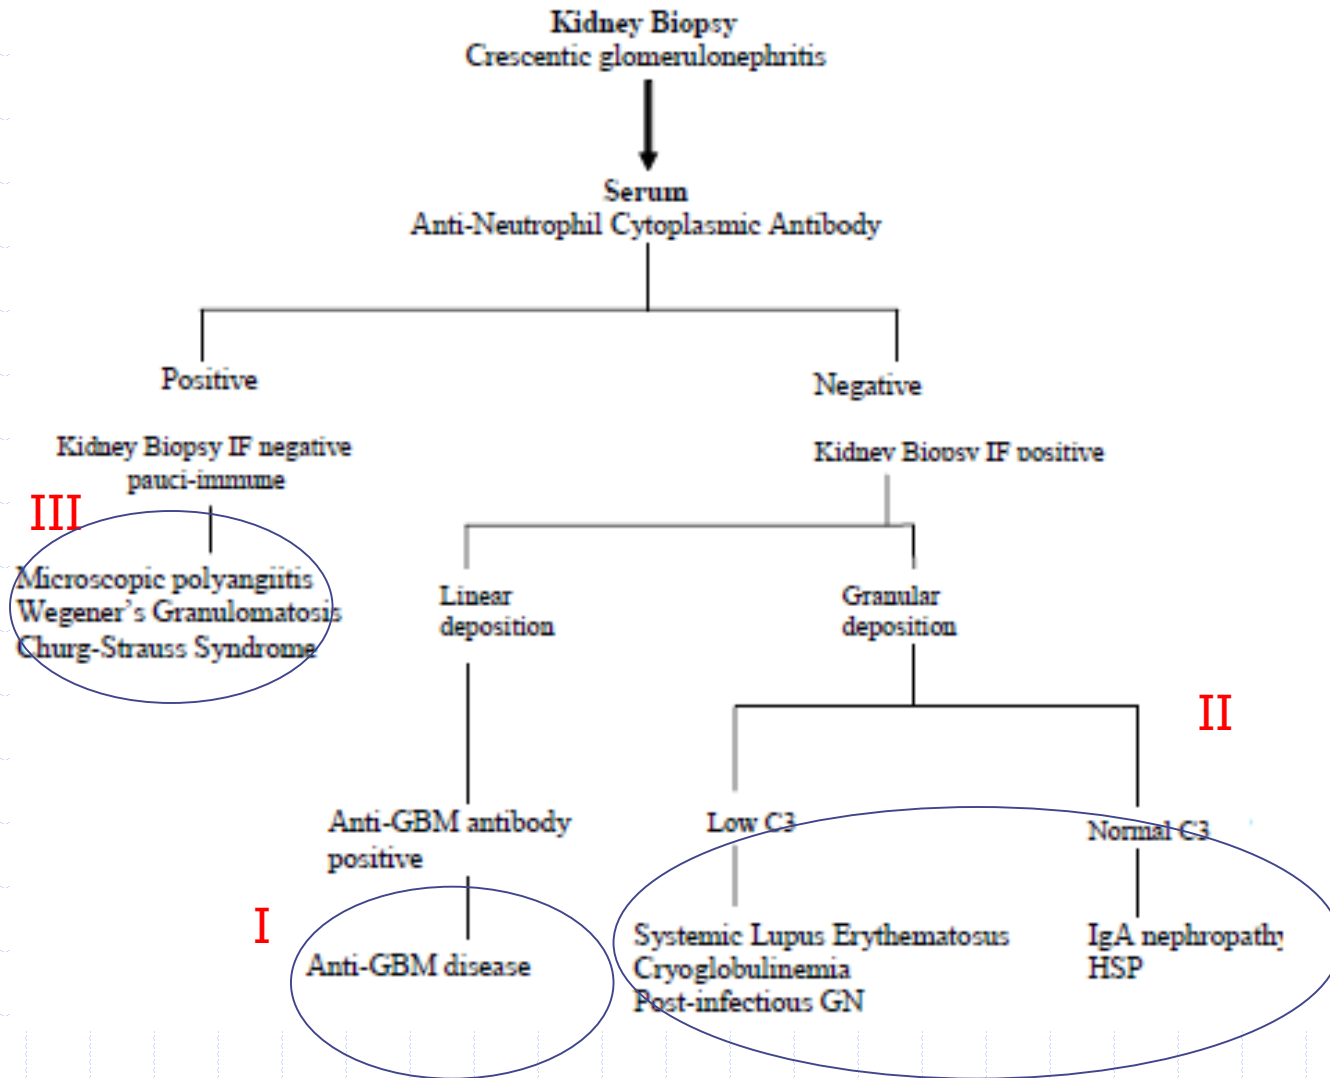 Kidney Biopsy
Crescentic glomerulonephritis
Serum
Anti-Neutrophil Cytoplasmic Antibody
Positive
Negative
Kidney Biopsy IF negative
pauci-immune
Kidney Biopsy IF positive
III
Microscopic polyangiitis
Wegener's Granulomatosis
Churg-Strauss Syndrome
Linear
deposition
Granular
deposition
II
Anti-GBM antibody
positive
Low C3
Normal C3
I
Anti-GBM disease
Systemic Lupus Erythematosus
Cryoglobulinemia
Post-infectious GN
IgA nephropathy
HSP